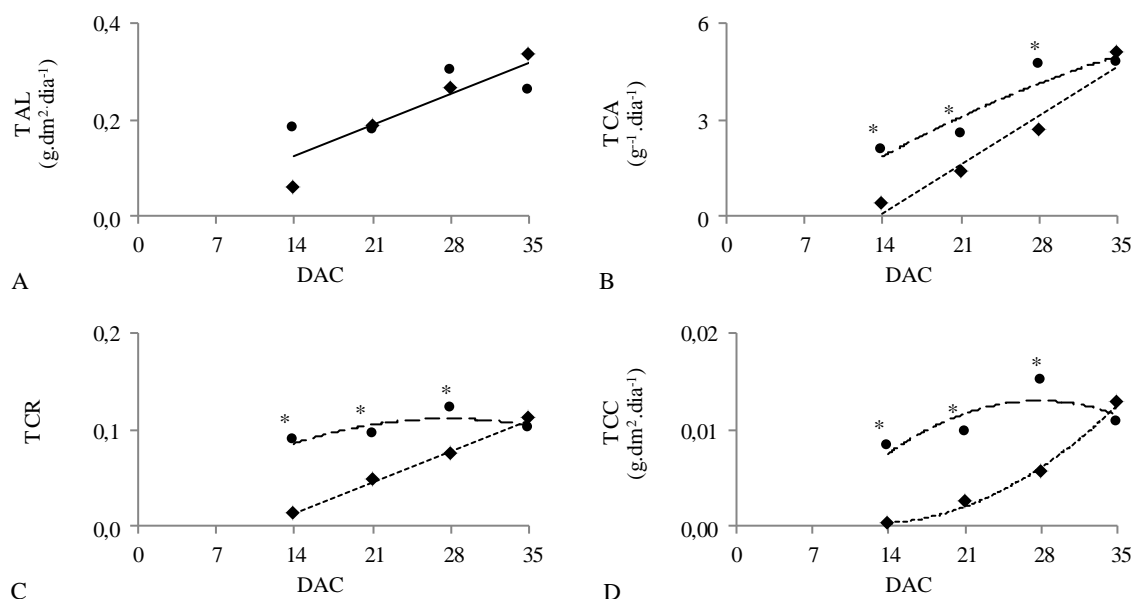 0,4
0,2
0,0
TAL
(g.dm².dia⁻¹)
0 7 14 21 28 35
DAC
A
6
3
0
TCA
(g⁻¹.dia⁻¹)
* * *
0 7 14 21 28 35
DAC
B
0,2
0,1
0,0
TCR
* * *
0 7 14 21 28 35
DAC
C
0,02
0,01
0,00
TCC
(g.dm².dia⁻¹)
* * *
0 7 14 21 28 35
DAC
D